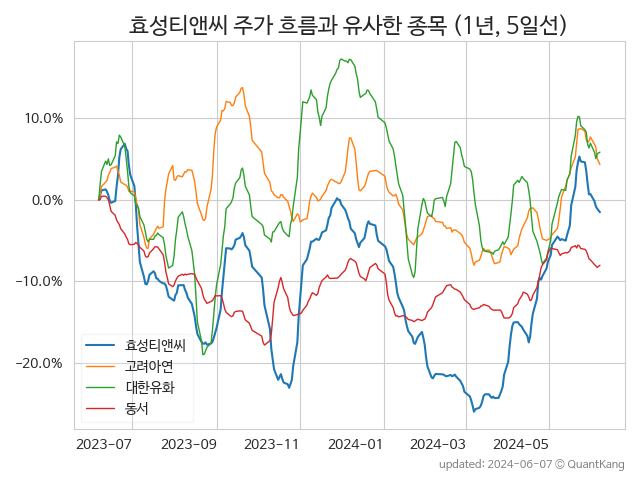 효성티앤씨 주가 흐름과 유사한 종목 (1년, 5일선)
10.0%
0.0%
−10.0%
−20.0%
효성티앤씨
고려아연
대한유화
동서
2023-07 2023-09 2023-11 2024-01 2024-03 2024-05
updated: 2024-06-07 © QuantKang